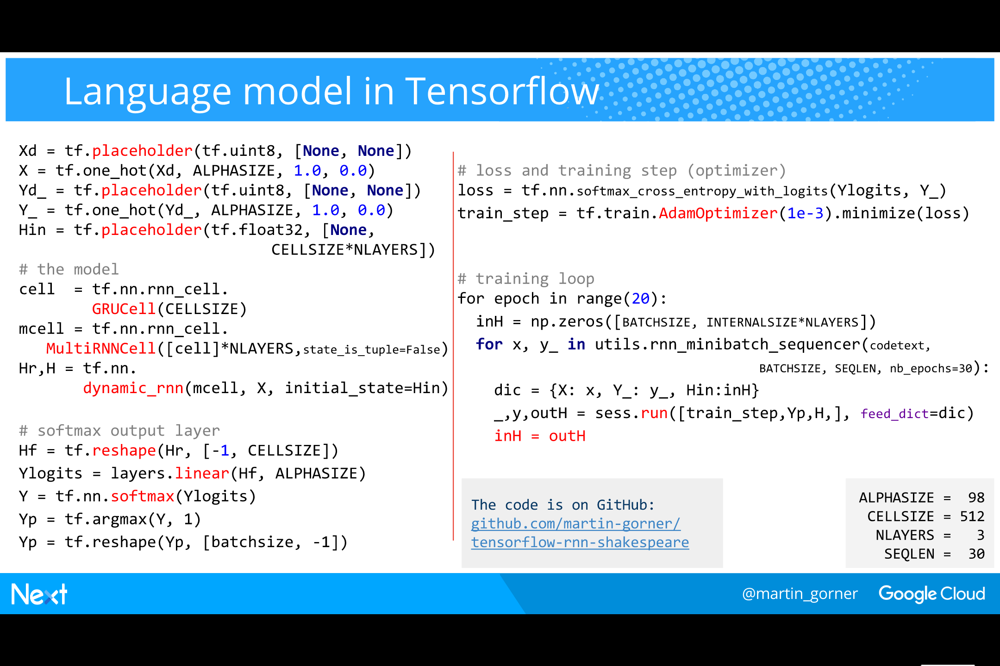 Language model in Tensorflow
Xd = tf.placeholder(tf.uint8, [None, None])
X = tf.one_hot(Xd, ALPHASIZE, 1.0, 0.0)
Yd_ = tf.placeholder(tf.uint8, [None, None])
Y_ = tf.one_hot(Yd_, ALPHASIZE, 1.0, 0.0)
Hin = tf.placeholder(tf.float32, [None,
CELLSIZE*NLAYERS])
# the model
cell  = tf.nn.rnn_cell.
GRUCell(CELLSIZE)
mcell = tf.nn.rnn_cell.
MultiRNNCell([cell]*NLAYERS,state_is_tuple=False)
Hr,H = tf.nn.
dynamic_rnn(mcell, X, initial_state=Hin)
# softmax output layer
Hf = tf.reshape(Hr, [-1, CELLSIZE])
Ylogits = layers.linear(Hf, ALPHASIZE)
Y = tf.nn.softmax(Ylogits)
Yp = tf.argmax(Y, 1)
Yp = tf.reshape(Yp, [batchsize, -1])
# loss and training step (optimizer)
loss = tf.nn.softmax_cross_entropy_with_logits(Ylogits, Y_)
train_step = tf.train.AdamOptimizer(1e-3).minimize(loss)
# training loop
for epoch in range(20):
inH = np.zeros([BATCHSIZE, INTERNALSIZE*NLAYERS])
for x, y_ in utils.rnn_minibatch_sequencer(codetext,
BATCHSIZE, SEQLEN, nb_epochs=30):
dic = {X: x, Y_: y_, Hin:inH}
_,y,outH = sess.run([train_step,Yp,H,], feed_dict=dic)
inH = outH
The code is on GitHub:
github.com/martin-gorner/
tensorflow-rnn-shakespeare
ALPHASIZE = 98
CELLSIZE = 512
NLAYERS = 3
SEQLEN = 30
Next
@martin_gorner
Google Cloud